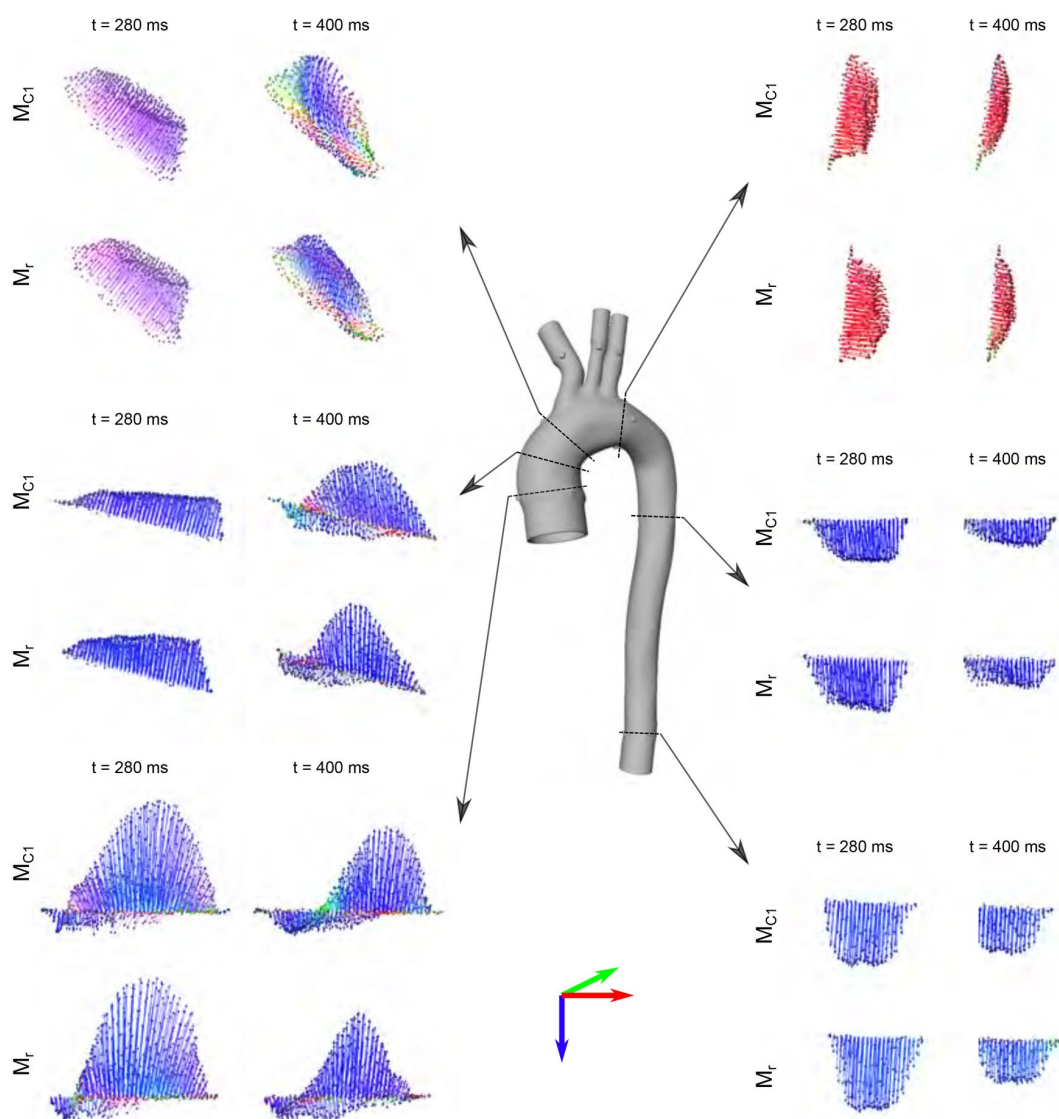 t = 280 ms t = 400 ms
M_C1
M_r
t = 280 ms t = 400 ms
M_C1
M_r
t = 280 ms t = 400 ms
M_C1
M_r
t = 280 ms t = 400 ms
M_C1
M_r
t = 280 ms t = 400 ms
M_C1
M_r
t = 280 ms t = 400 ms
M_C1
M_r